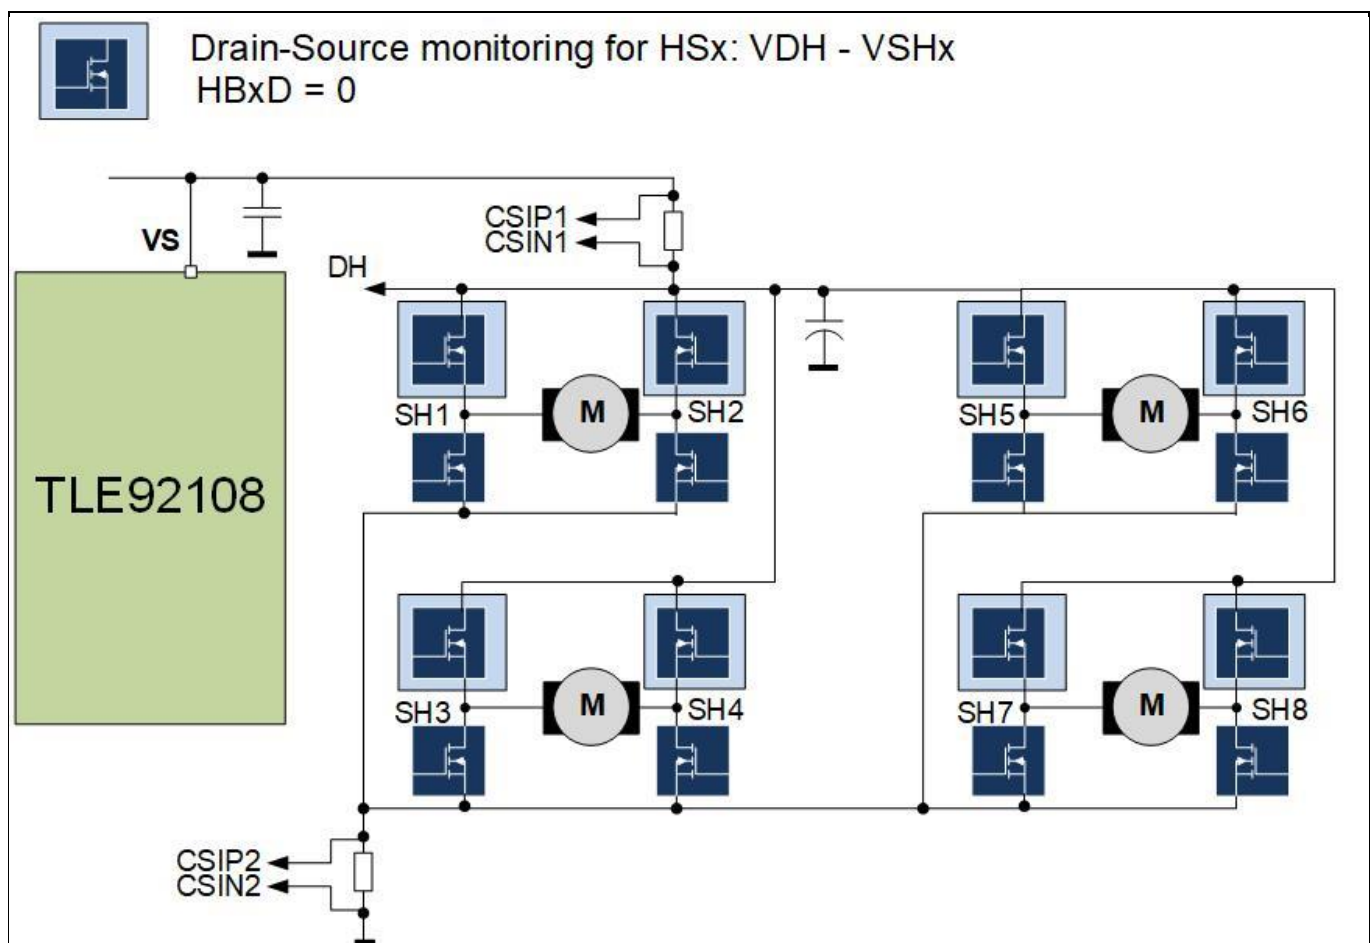 Drain-Source monitoring for HSx: VDH - VSHx
HBxD = 0
CSIP1
CSIN1
VS
DH
TLE92108
SH1
M
SH2
SH5
M
SH6
SH3
M
SH4
SH7
M
SH8
CSIP2
CSIN2